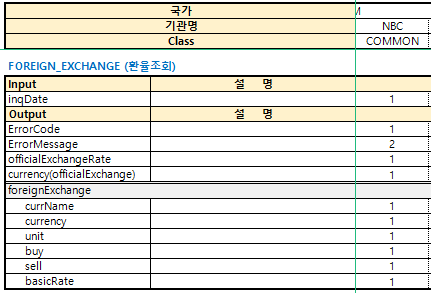 국가
기관명 NBC
Class COMMON
FOREIGN_EXCHANGE (환율조회)
Input 설 명
inqDate 1
Output 설 명
ErrorCode 1
ErrorMessage 2
officialExchangeRate 1
currency(officialExchange) 1
foreignExchange
currName 1
currency 1
unit 1
buy 1
sell 1
basicRate 1